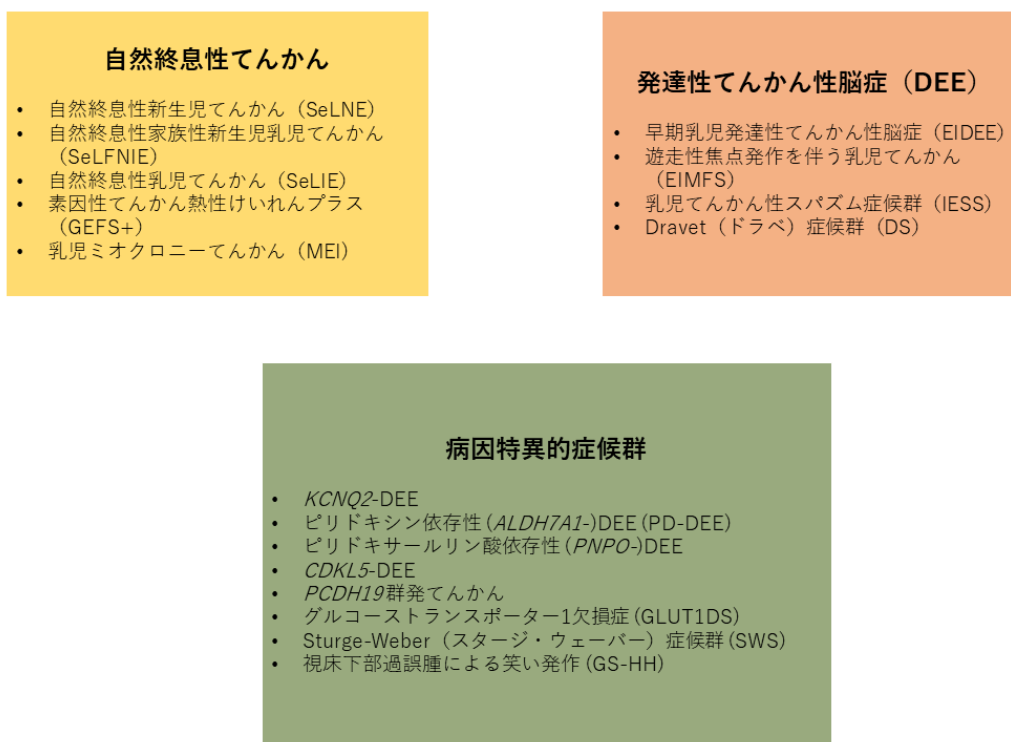 自然終息性てんかん
• 自然終息性新生児てんかん（SeLNE）
• 自然終息性家族性新生児乳児てんかん
（SeLFNIE）
• 自然終息性乳児てんかん（SeLIE）
• 素因性てんかん熱性けいれんプラス
（GEFS+）
• 乳児ミオクロニーてんかん（MEI）
発達性てんかん性脳症（DEE）
• 早期乳児発達性てんかん性脳症（EIDEE）
• 遊走性焦点発作を伴う乳児てんかん
（EIMFS）
• 乳児てんかん性スパズム症候群（IESS）
• Dravet（ドラベ）症候群（DS）
病因特異的症候群
• KCNQ2-DEE
• ピリドキシン依存性(ALDH7A1-)DEE (PD-DEE)
• ピリドキサールリン酸依存性(PNPO-)DEE
• CDKL5-DEE
• PCDH19群発てんかん
• グルコーストランスポーター1欠損症(GLUT1DS)
• Sturge-Weber（スタージ・ウェーバー）症候群(SWS)
• 視床下部過誤腫による笑い発作(GS-HH)